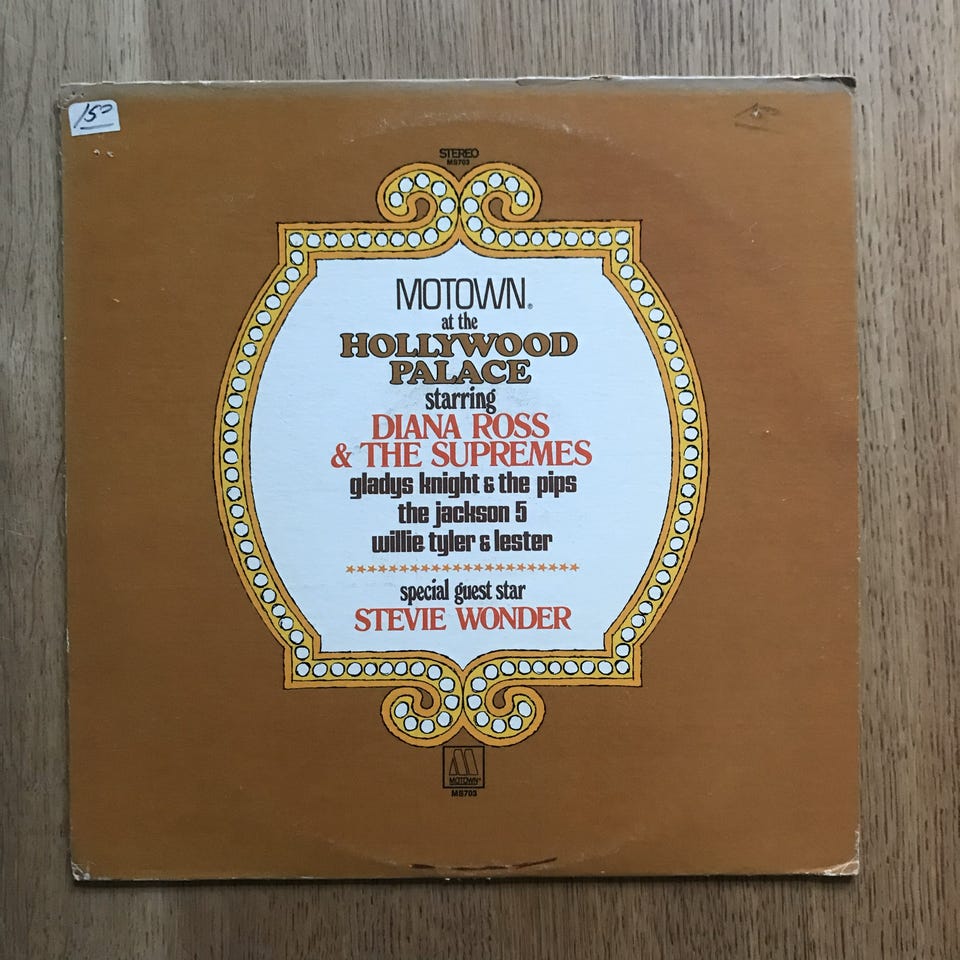 15⁰⁰
STEREO
MS703
MOTOWN®
at the
HOLLYWOOD
PALACE
starring
DIANA ROSS
& THE SUPREMES
gladys knight & the pips
the jackson 5
willie tyler & lester
special guest star
STEVIE WONDER
M
MOTOWN®
MS703